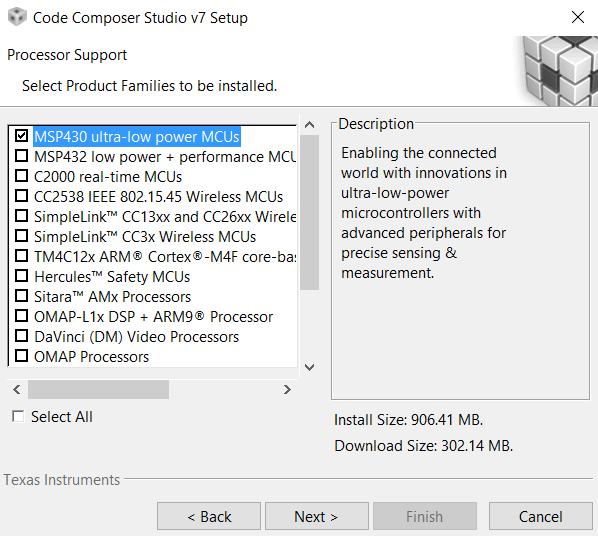 Code Composer Studio v7 Setup
Processor Support
Select Product Families to be installed.
MSP430 ultra-low power MCUs
MSP432 low power + performance MCU
C2000 real-time MCUs
CC2538 IEEE 802.15.45 Wireless MCUs
SimpleLink™ CC13xx and CC26xx Wirele
SimpleLink™ CC3x Wireless MCUs
TM4C12x ARM® Cortex®-M4F core-bas
Hercules™ Safety MCUs
Sitara™ AMx Processors
OMAP-L1x DSP + ARM9® Processor
DaVinci (DM) Video Processors
OMAP Processors
Select All
Description
Enabling the connected
world with innovations in
ultra-low-power
microcontrollers with
advanced peripherals for
precise sensing &
measurement.
Install Size: 906.41 MB.
Download Size: 302.14 MB.
Texas Instruments
< Back
Next >
Finish
Cancel